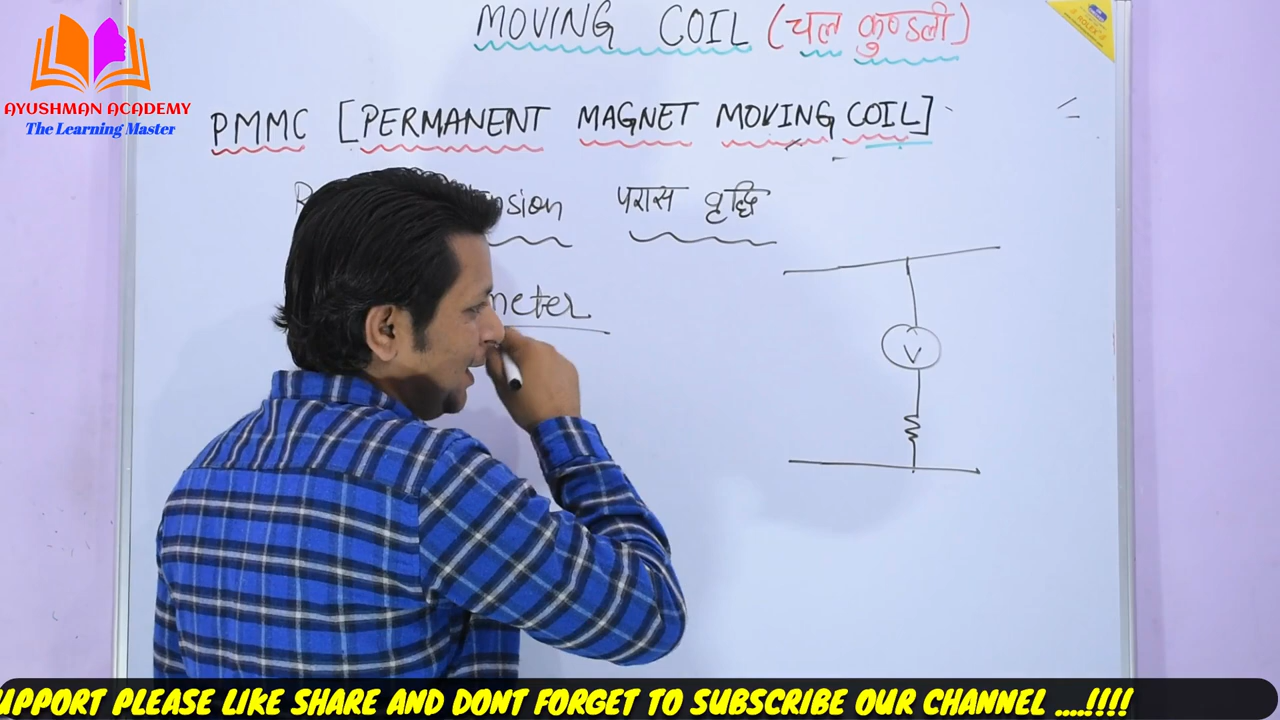 MOVING COIL (चल कुण्डली)
AYUSHMAN ACADEMY
The Learning Master
PMMC [PERMANENT MAGNET MOVING COIL]
परास वृद्धि
V
SUPPORT PLEASE LIKE SHARE AND DONT FORGET TO SUBSCRIBE OUR CHANNEL ....!!!!